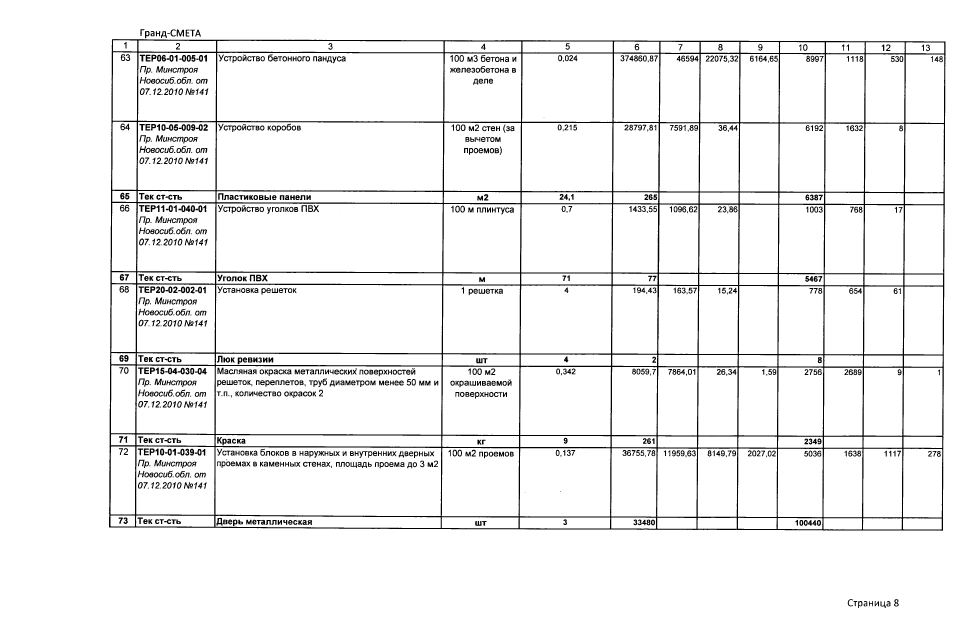 Гранд-СМЕТА
1 2 3 4 5 6 7 8 9 10 11 12 13
63 ТЕР06-01-005-01 Устройство бетонного пандуса 100 м3 бетона и 0,024 374860,87 46594 22075,32 6164,65 8997 1118 530 148
Пр. Минстроя железобетона в
Новосиб.обл. от деле
07.12.2010 №141
64 ТЕР10-05-009-02 Устройство коробов 100 м2 стен (за 0,215 28797,81 7591,89 36,44 6192 1632 8
Пр. Минстроя вычетом
Новосиб.обл. от проемов)
07.12.2010 №141
65 Тек ст-сть Пластиковые панели м2 24,1 265 6387
66 ТЕР11-01-040-01 Устройство уголков ПВХ 100 м плинтуса 0,7 1433,55 1096,62 23,86 1003 768 17
Пр. Минстроя
Новосиб.обл. от
07.12.2010 №141
67 Тек ст-сть Уголок ПВХ м 71 77 5467
68 ТЕР20-02-002-01 Установка решеток 1 решетка 4 194,43 163,57 15,24 778 654 61
Пр. Минстроя
Новосиб.обл. от
07.12.2010 №141
69 Тек ст-сть Люк ревизии шт 4 2 8
70 ТЕР15-04-030-04 Масляная окраска металлических поверхностей 100 м2 0,342 8059,7 7864,01 26,34 1,59 2756 2689 9 1
Пр. Минстроя решеток, переплетов, труб диаметром менее 50 мм и окрашиваемой
Новосиб.обл. от т.п., количество окрасок 2 поверхности
07.12.2010 №141
71 Тек ст-сть Краска кг 9 261 2349
72 ТЕР10-01-039-01 Установка блоков в наружных и внутренних дверных 100 м2 проемов 0,137 36755,78 11959,63 8149,79 2027,02 5036 1638 1117 278
Пр. Минстроя проемах в каменных стенах, площадь проема до 3 м2
Новосиб.обл. от
07.12.2010 №141
73 Тек ст-сть Дверь металлическая шт 3 33480 100440
Страница 8